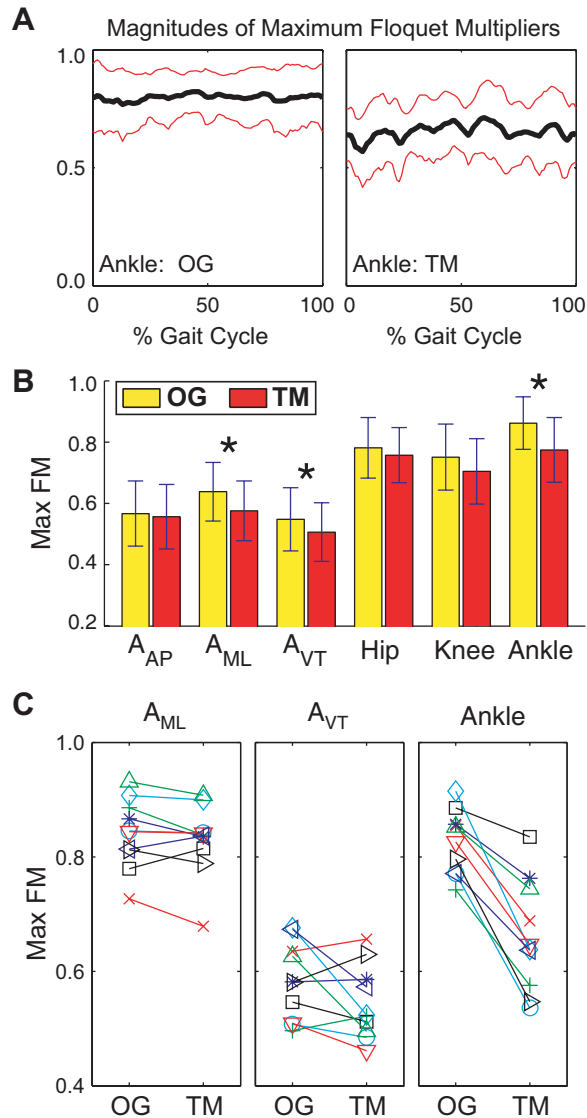 A
Magnitudes of Maximum Floquet Multipliers
1.0
0.5
0.0
Ankle: OG
Ankle: TM
0 50 100 0 50 100
% Gait Cycle % Gait Cycle
B
1.0
0.8
0.6
0.4
0.2
Max FM
OG TM
* * *
A_AP A_ML A_VT Hip Knee Ankle
C
A_ML A_VT Ankle
1.0
0.8
0.6
0.4
Max FM
OG TM OG TM OG TM